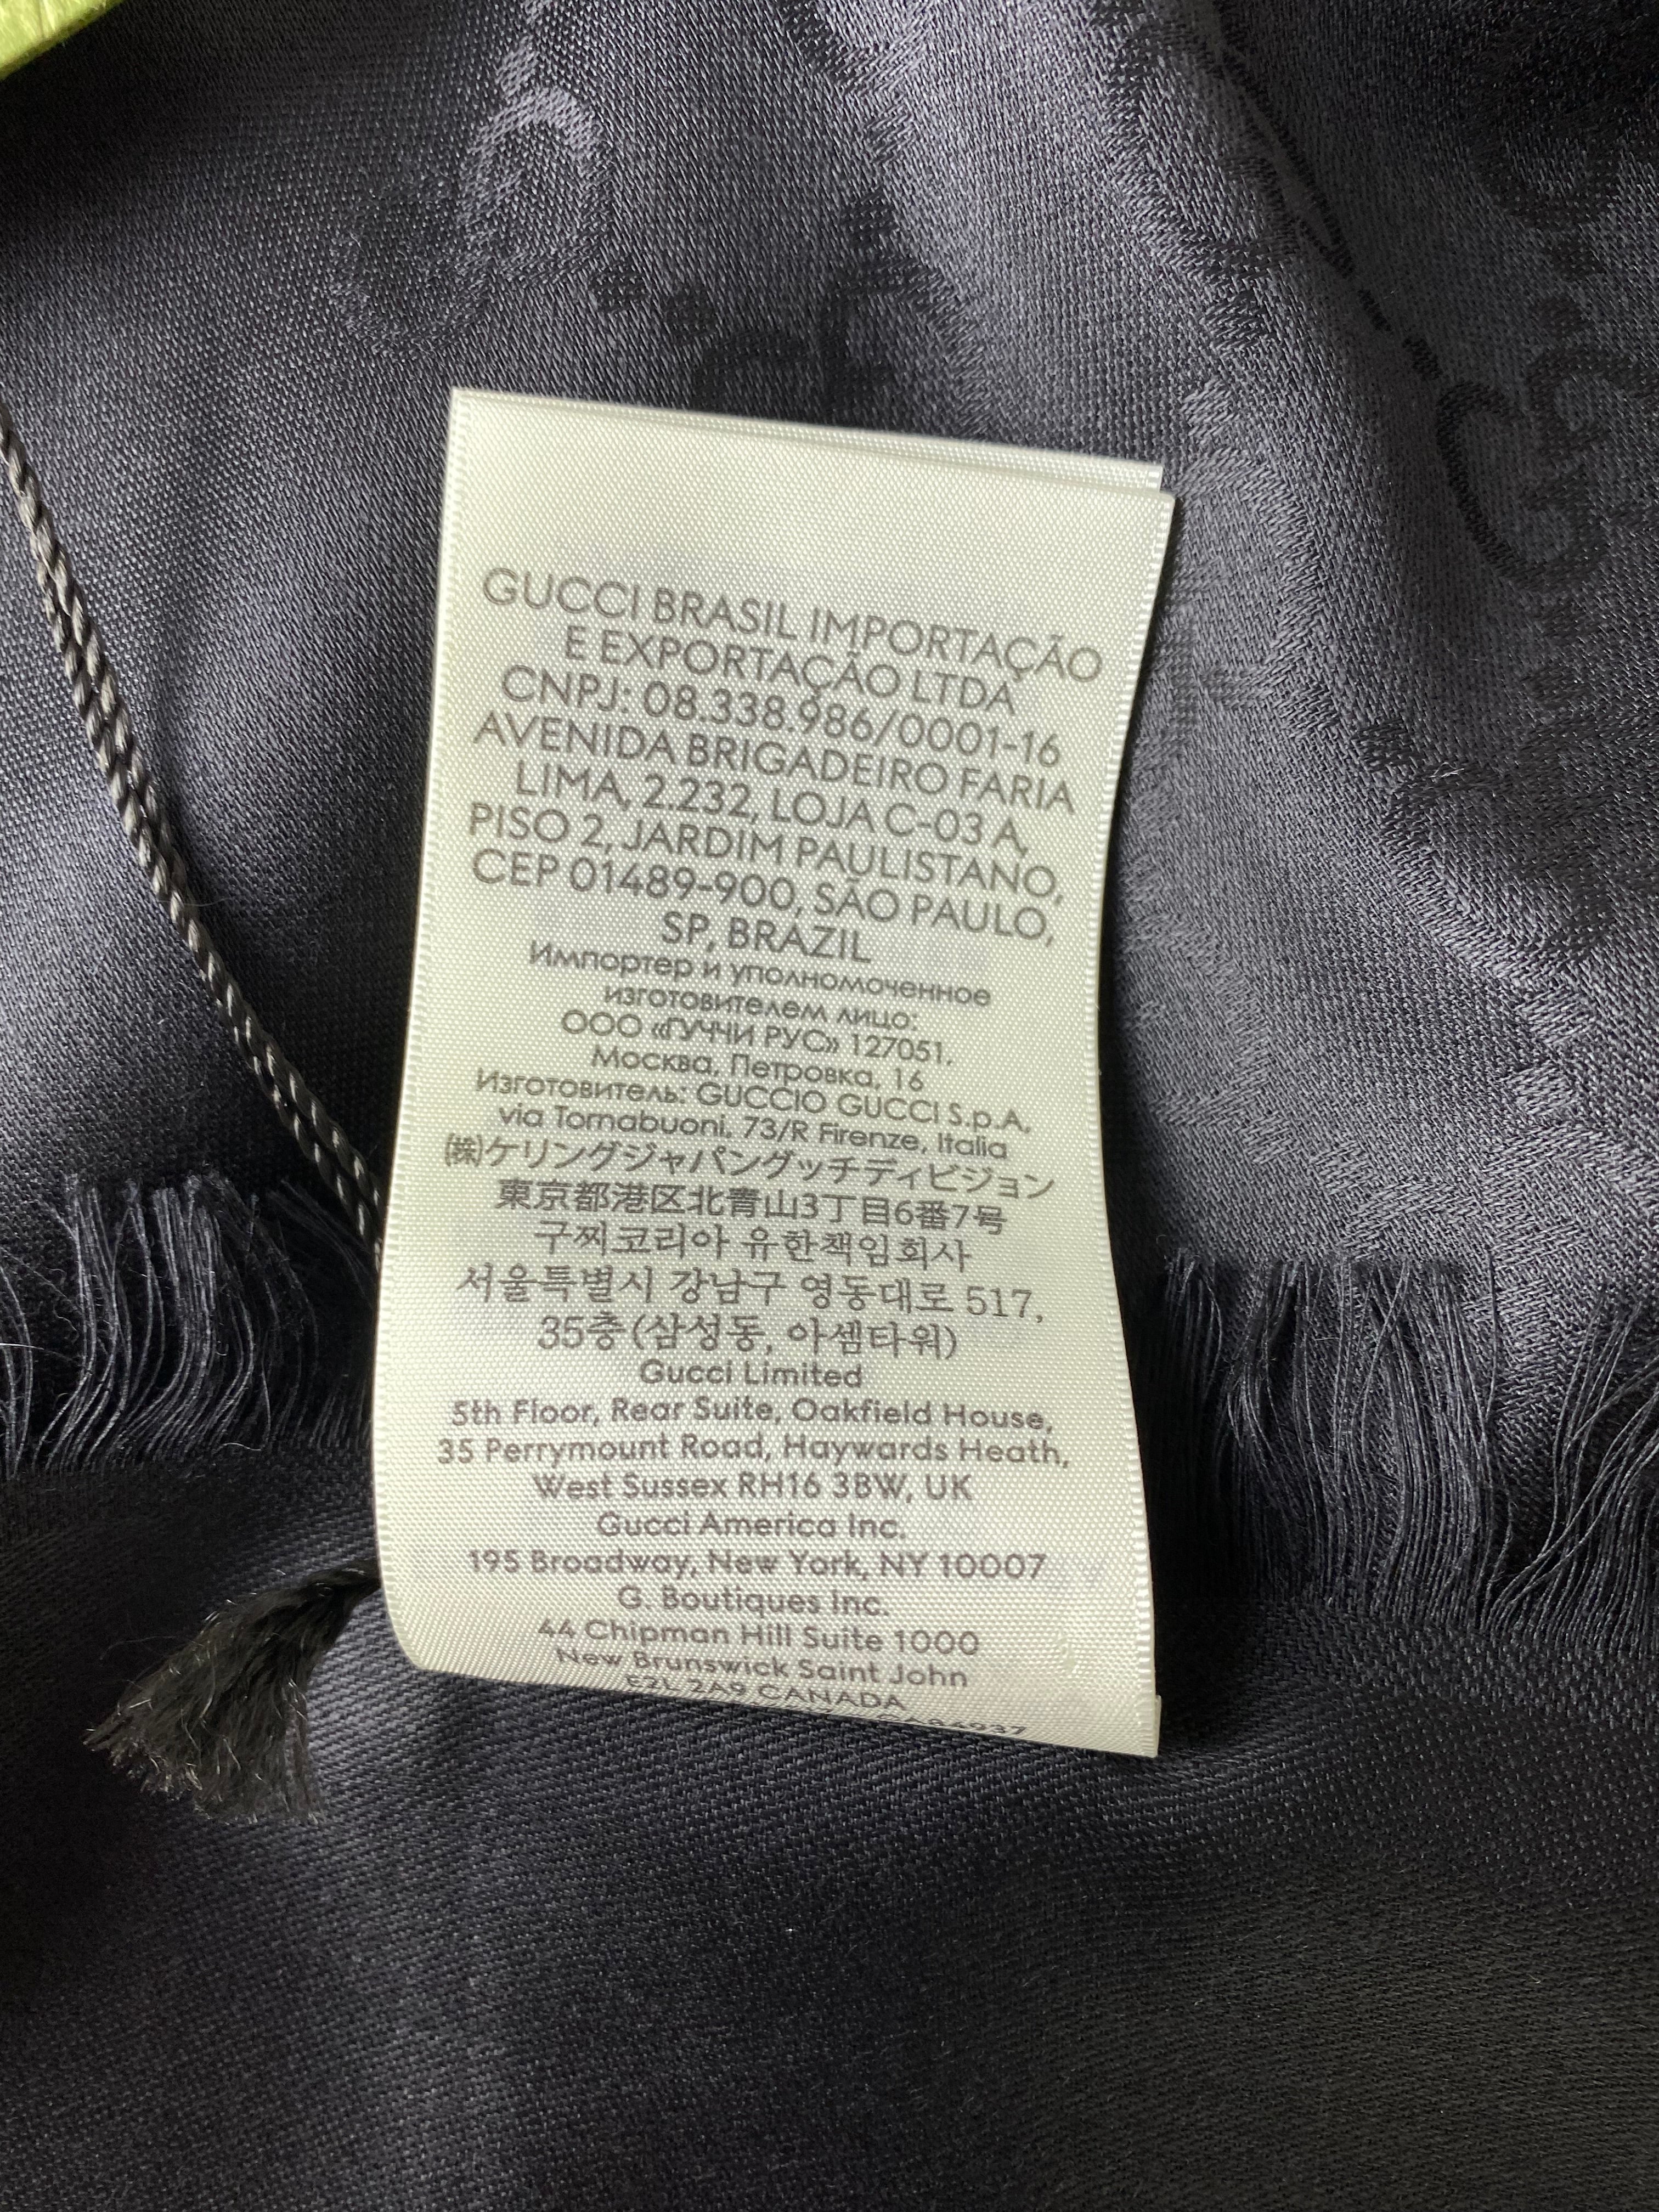 GUCCI BRASIL IMPORTAÇÃO
E EXPORTAÇÃO LTDA
CNPJ: 08.338.986/0001-16
AVENIDA BRIGADEIRO FARIA
LIMA, 2.232, LOJA C-03 A,
PISO 2, JARDIM PAULISTANO,
CEP 01489-900, SÃO PAULO,
SP, BRAZIL
Импортер и уполномоченное
изготовителем лицо:
ООО «ГУЧЧИ РУС» 127051,
Москва, Петровка, 16
Изготовитель: GUCCIO GUCCI S.p.A.
via Tornabuoni, 73/R Firenze, Italia
㈱ケリングジャパングッチディビジョン
東京都港区北青山3丁目6番7号
구찌코리아 유한책임회사
서울특별시 강남구 영동대로 517,
35층(삼성동, 아셈타워)
Gucci Limited
5th Floor, Rear Suite, Oakfield House,
35 Perrymount Road, Haywards Heath,
West Sussex RH16 3BW, UK
Gucci America Inc.
195 Broadway, New York, NY 10007
G. Boutiques Inc.
44 Chipman Hill Suite 1000
New Brunswick Saint John
E2L 2A9 CANADA